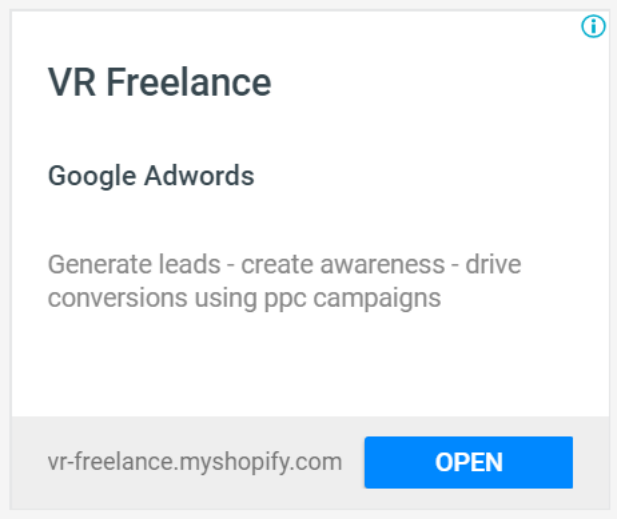 VR Freelance
Google Adwords
Generate leads - create awareness - drive
conversions using ppc campaigns
vr-freelance.myshopify.com
OPEN